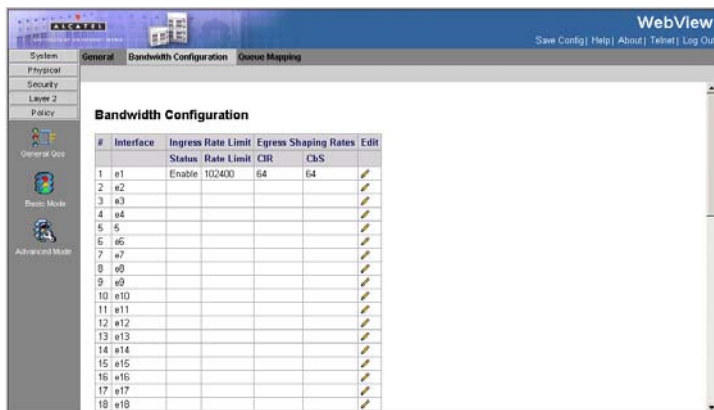 ALCATEL
WebView
Save Config| Help| About| Telnet| Log Out
System
Physical
Security
Layer 2
Policy
General Qos
Basic Mode
Advanced Mode
General Bandwidth Configuration Queue Mapping
Bandwidth Configuration
# Interface Ingress Rate Limit Egress Shaping Rates Edit
Status Rate Limit CIR CbS
1 e1 Enable 102400 64 64
2 e2
3 e3
4 e4
5 5
6 e6
7 e7
8 e8
9 e9
10 e10
11 e11
12 e12
13 e13
14 e14
15 e15
16 e16
17 e17
18 e18